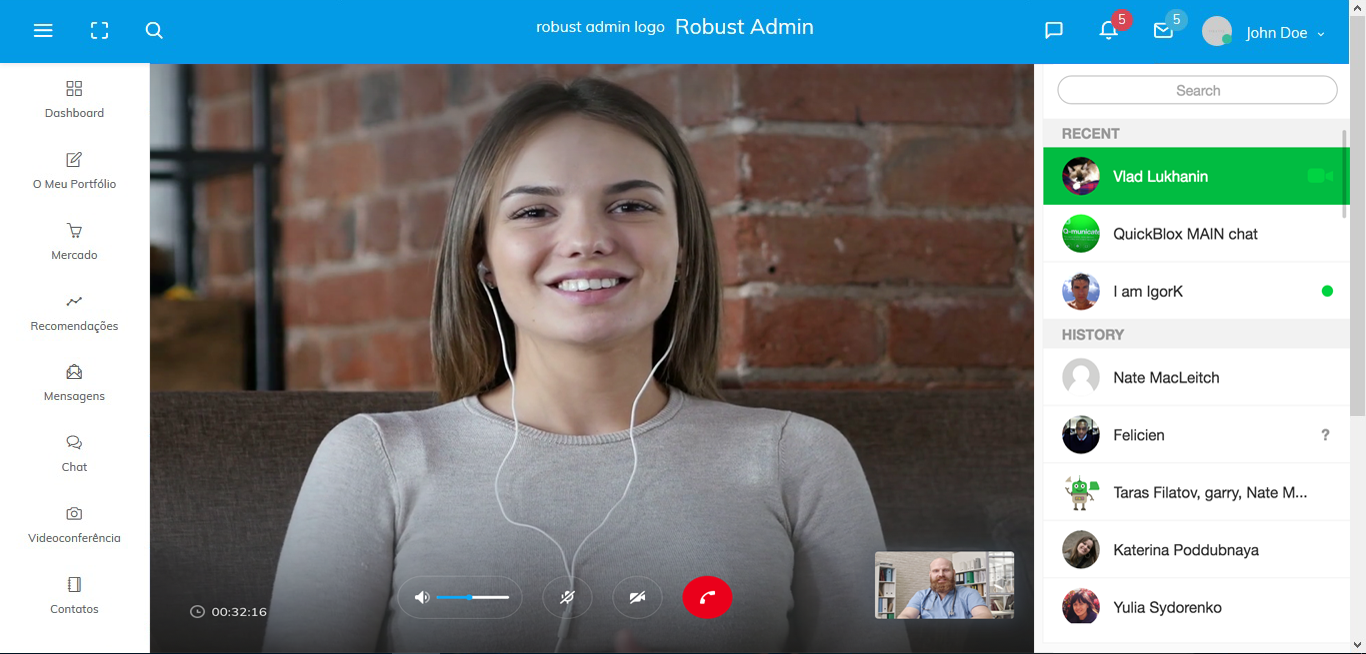 robust admin logo Robust Admin
5
5
John Doe
Dashboard
O Meu Portfólio
Mercado
Recomendações
Mensagens
Chat
Videoconferência
Contatos
00:32:16
Search
RECENT
Vlad Lukhanin
Q-municate
QuickBlox MAIN chat
I am IgorK
HISTORY
Nate MacLeitch
Felicien
?
Taras Filatov, garry, Nate M...
Katerina Poddubnaya
Yulia Sydorenko